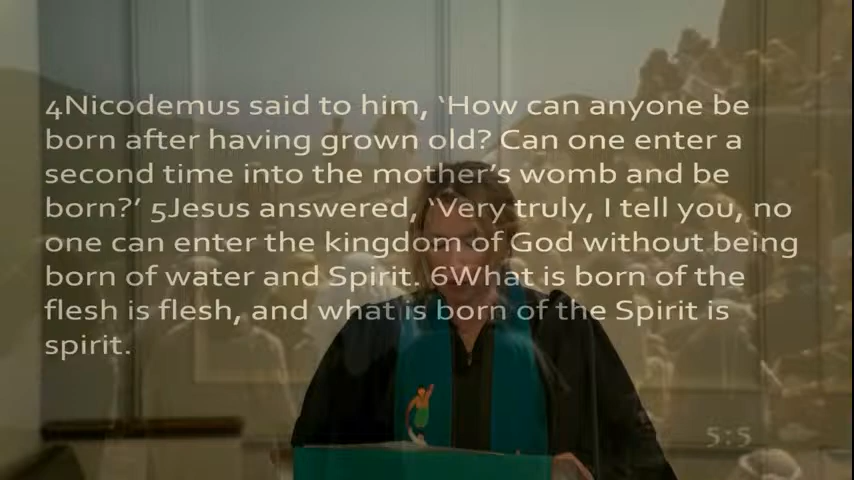 4Nicodemus said to him, ‘How can anyone be
born after having grown old? Can one enter a
second time into the mother’s womb and be
born?’ 5Jesus answered, ‘Very truly, I tell you, no
one can enter the kingdom of God without being
born of water and Spirit. 6What is born of the
flesh is flesh, and what is born of the Spirit is
spirit.
5:5